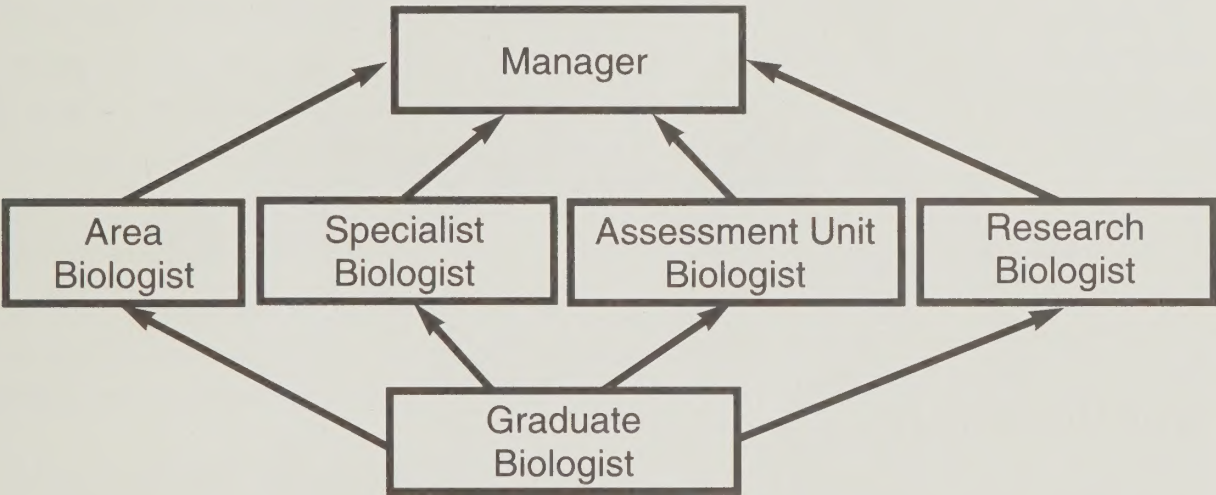 Manager
Area
Biologist
Specialist
Biologist
Assessment Unit
Biologist
Research
Biologist
Graduate
Biologist